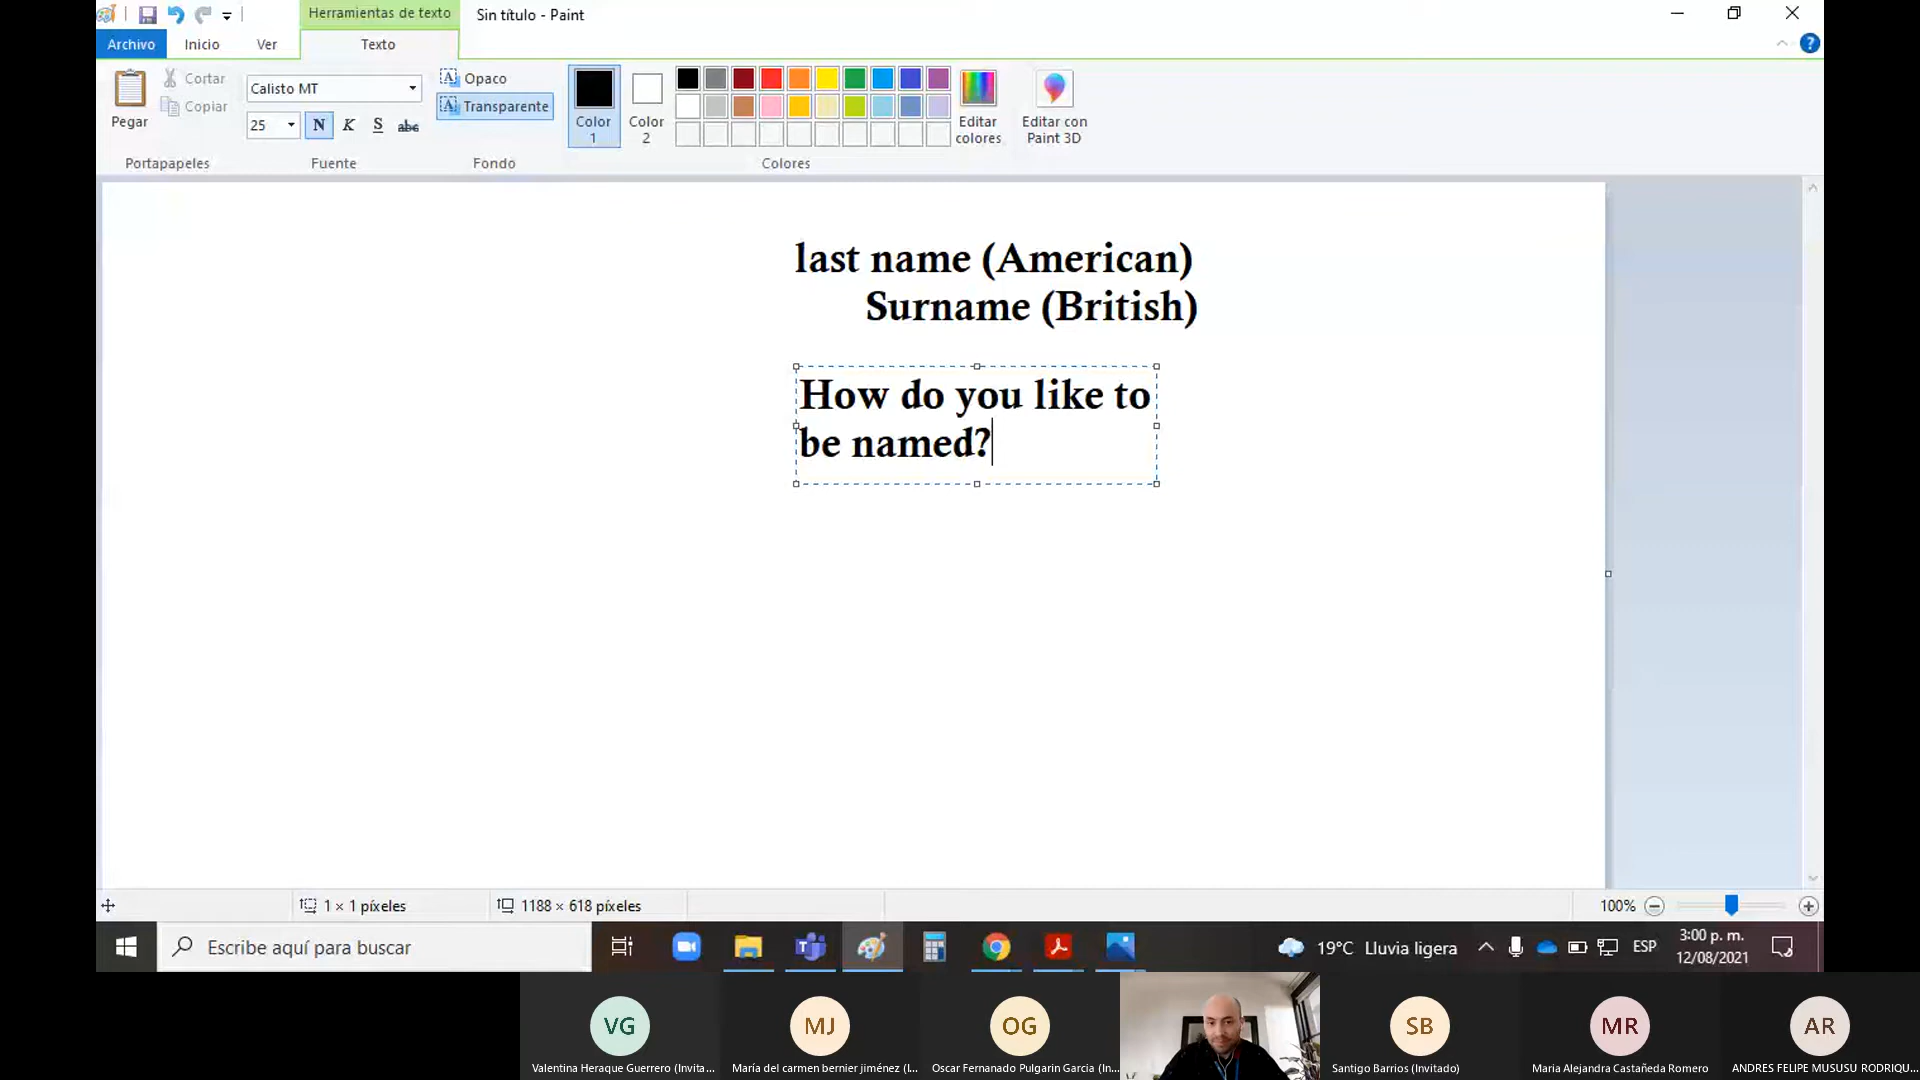 Herramientas de texto
Sin título - Paint
Archivo
Inicio
Ver
Texto
Pegar
Cortar
Copiar
Calisto MT
25
N K S abc
Opaco
Transparente
Color
1
Color
2
Editar
colores
Editar con
Paint 3D
Portapapeles
Fuente
Fondo
Colores
last name (American)
Surname (British)
How do you like to
be named?
1 × 1 píxeles
1188 × 618 píxeles
100%
Escribe aquí para buscar
19°C Lluvia ligera
ESP
3:00 p. m.
12/08/2021
VG
MJ
OG
SB
MR
AR
Valentina Heraque Guerrero (Invita...
María del carmen bernier jiménez (I...
Oscar Fernanado Pulgarin Garcia (In...
Santigo Barrios (Invitado)
Maria Alejandra Castañeda Romero
ANDRES FELIPE MUSUSU RODRIQU...